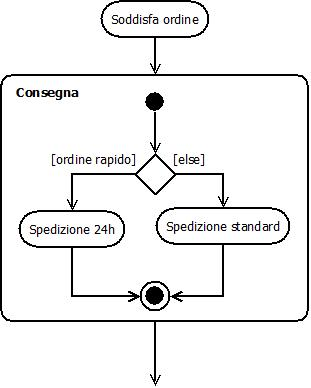 Soddisfa ordine
Consegna
[ordine rapido]
[else]
Spedizione 24h
Spedizione standard